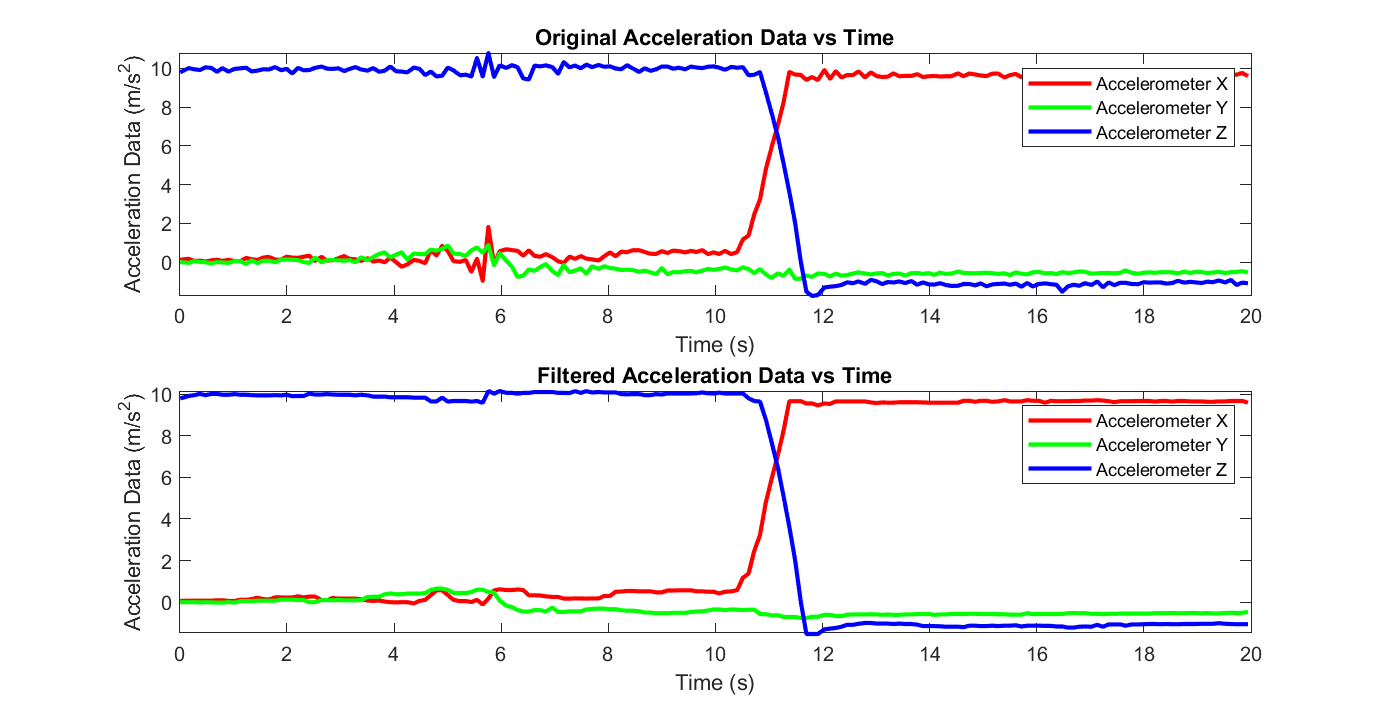 Original Acceleration Data vs Time
Acceleration Data (m/s²)
10
8
6
4
2
0
Accelerometer X
Accelerometer Y
Accelerometer Z
0 2 4 6 8 10 12 14 16 18 20
Time (s)
Filtered Acceleration Data vs Time
Acceleration Data (m/s²)
10
8
6
4
2
0
Accelerometer X
Accelerometer Y
Accelerometer Z
0 2 4 6 8 10 12 14 16 18 20
Time (s)